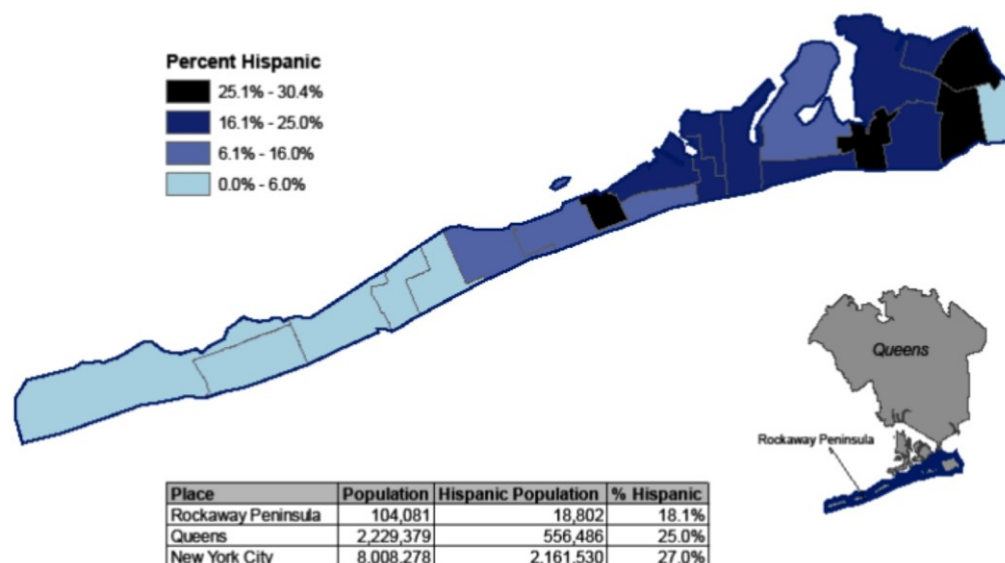 Percent Hispanic
25.1% - 30.4%
16.1% - 25.0%
6.1% - 16.0%
0.0% - 6.0%
Queens
Rockaway Peninsula
Place Population Hispanic Population % Hispanic
Rockaway Peninsula 104,081 18,802 18.1%
Queens 2,229,379 556,486 25.0%
New York City 8,008,278 2,161,530 27.0%